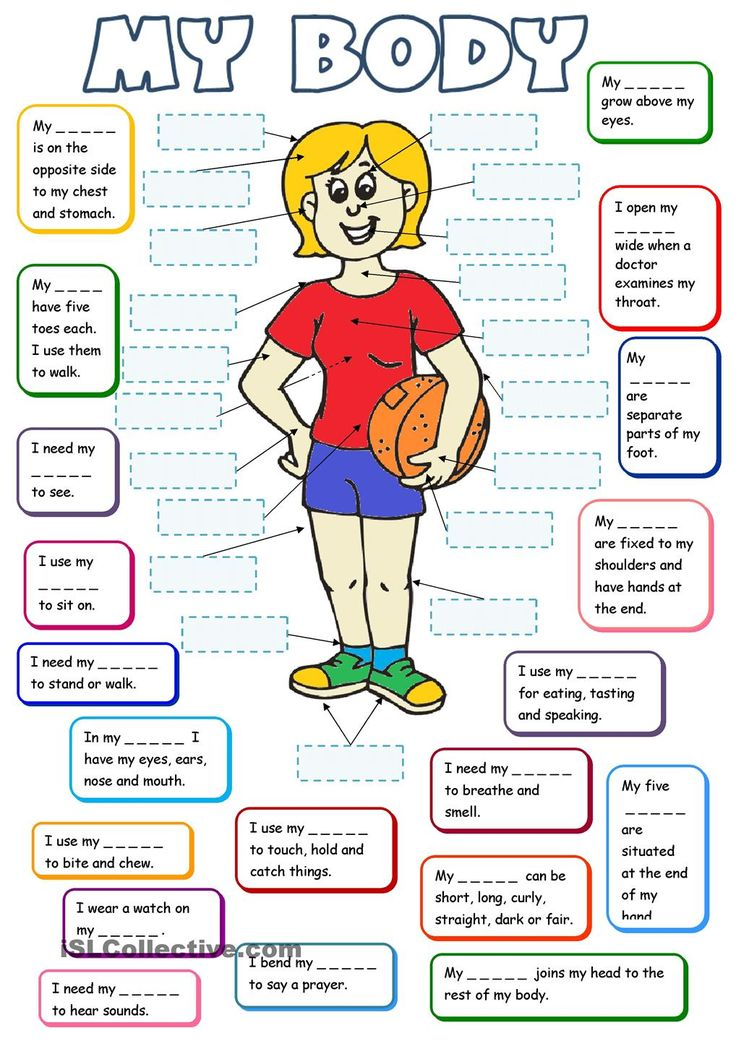 MY BODY
My _ _ _ _ _
grow above my
eyes.
My _ _ _ _ _
is on the
opposite side
to my chest
and stomach.
I open my
_ _ _ _ _
wide when a
doctor
examines my
throat.
My _ _ _ _ _
have five
toes each.
I use them
to walk.
My
_ _ _ _ _
are
separate
parts of my
foot.
I need my
_ _ _ _ _
to see.
My _ _ _ _ _
are fixed to my
shoulders and
have hands at
the end.
I use my
_ _ _ _ _
to sit on.
I need my _ _ _ _ _
to stand or walk.
I use my _ _ _ _ _
for eating, tasting
and speaking.
In my _ _ _ _ _ I
have my eyes, ears,
nose and mouth.
I need my _ _ _ _ _
to breathe and
smell.
My five
_ _ _ _ _
are
situated
at the end
of my
hand
I use my _ _ _ _ _
to bite and chew.
I use my _ _ _ _ _
to touch, hold and
catch things.
My _ _ _ _ _ can be
short, long, curly,
straight, dark or fair.
I wear a watch on
my _ _ _ _ _ .
iSLCollective.com
I need my _ _ _ _ _
to hear sounds.
I bend my _ _ _ _ _
to say a prayer.
My _ _ _ _ _ joins my head to the
rest of my body.